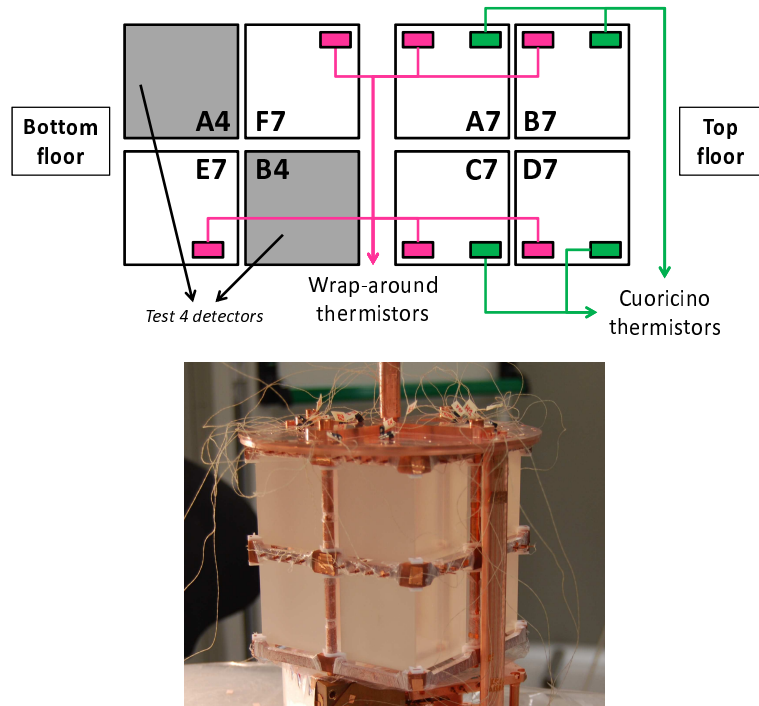 A4
F7
A7
B7
Bottom
floor
Top
floor
E7
B4
C7
D7
Wrap-around
thermistors
Cuoricino
thermistors
Test 4 detectors